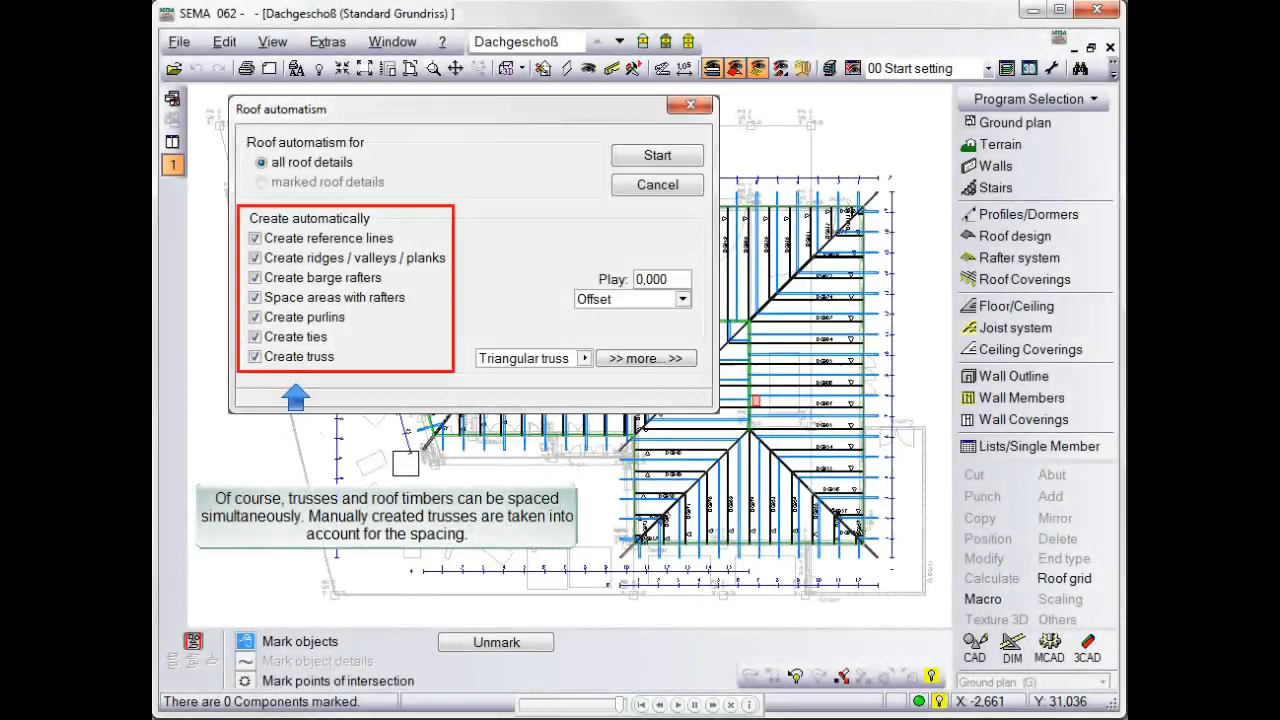 SEMA 062 - - [Dachgeschoß (Standard Grundriss) ]
File Edit View Extras Window ? Dachgeschoß
00 Start setting
Roof automatism
Roof automatism for
all roof details
marked roof details
Start
Cancel
Create automatically
Create reference lines
Create ridges / valleys / planks
Create barge rafters
Space areas with rafters
Create purlins
Create ties
Create truss
Play: 0,000
Offset
Triangular truss
>> more... >>
1
Of course, trusses and roof timbers can be spaced
simultaneously. Manually created trusses are taken into
account for the spacing.
Program Selection
Ground plan
Terrain
Walls
Stairs
Profiles/Dormers
Roof design
Rafter system
Roof Coverings
Floor/Ceiling
Joist system
Ceiling Coverings
Wall Outline
Wall Members
Wall Coverings
Lists/Single Member
Cut Abut
Punch Add
Copy Mirror
Position Delete
Modify End type
Calculate Roof grid
Macro Scaling
Texture 3D Others
CAD DIM MCAD 3CAD
Ground plan (G)
Mark objects
Mark object details
Mark points of intersection
Unmark
There are 0 Components marked.
X: -2,661 Y: 31,036